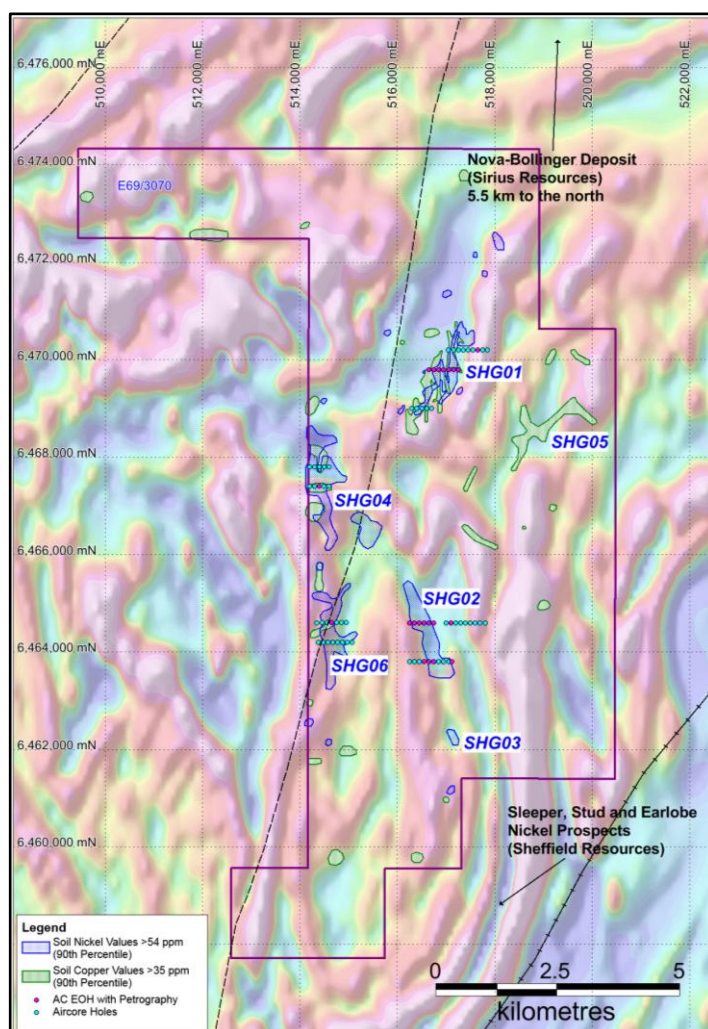 510,000 mE
512,000 mE
514,000 mE
516,000 mE
518,000 mE
520,000 mE
522,000 mE
6,476,000 mN
6,474,000 mN
Nova-Bollinger Deposit
(Sirius Resources)
5.5 km to the north
E69/3070
6,472,000 mN
6,470,000 mN
SHG01
SHG05
6,468,000 mN
SHG04
6,466,000 mN
SHG02
6,464,000 mN
SHG06
SHG03
6,462,000 mN
Sleeper, Stud and Earlobe
Nickel Prospects
(Sheffield Resources)
6,460,000 mN
Legend
Soil Nickel Values >54 ppm
(90th Percentile)
Soil Copper Values >35 ppm
(90th Percentile)
AC EOH with Petrography
Aircore Holes
0 2.5 5
kilometres